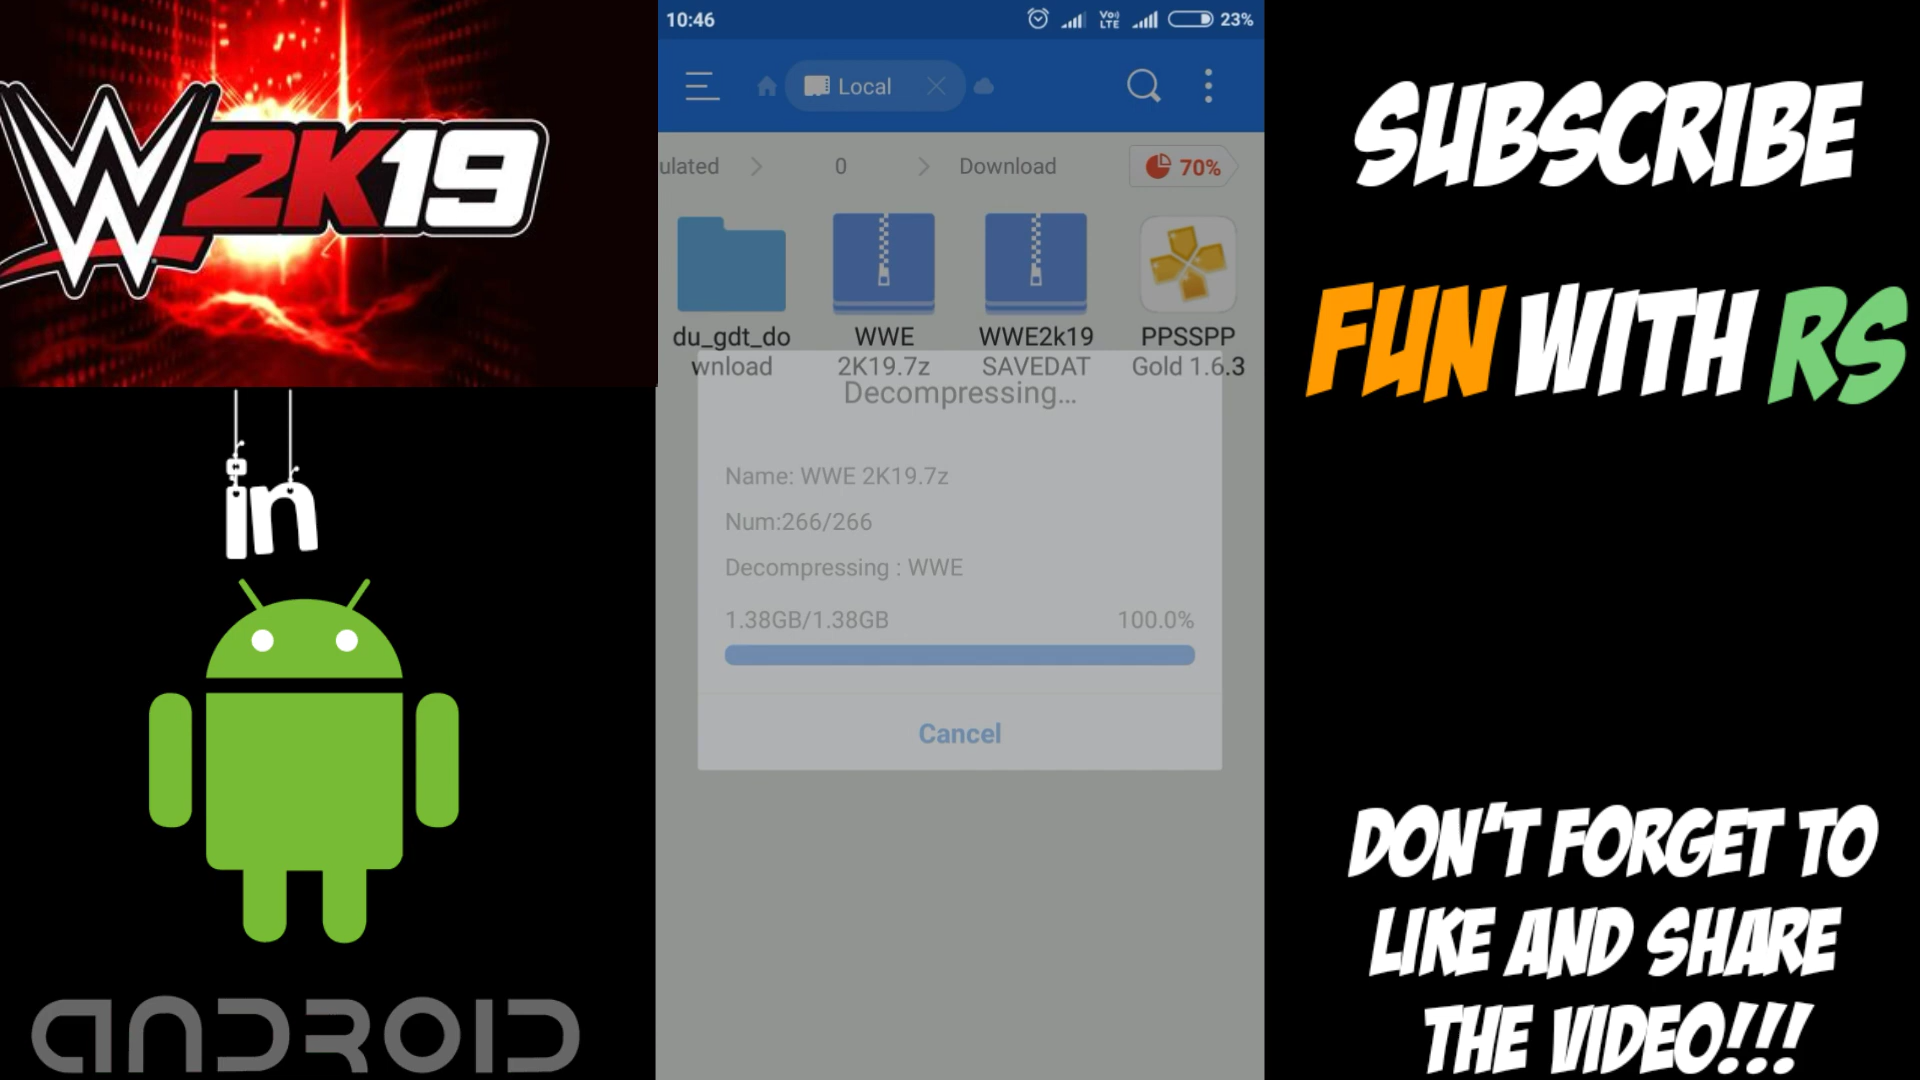 W2K19
in
ANDROID
10:46
Vo)) LTE
23%
Local
ulated > 0 > Download
70%
du_gdt_do
wnload
WWE
2K19.7z
WWE2k19
SAVEDAT
PPSSPP
Gold 1.6.3
Decompressing...
Name: WWE 2K19.7z
Num:266/266
Decompressing : WWE
1.38GB/1.38GB 100.0%
Cancel
SUBSCRIBE
FUN WITH RS
DON'T FORGET TO
LIKE AND SHARE
THE VIDEO!!!